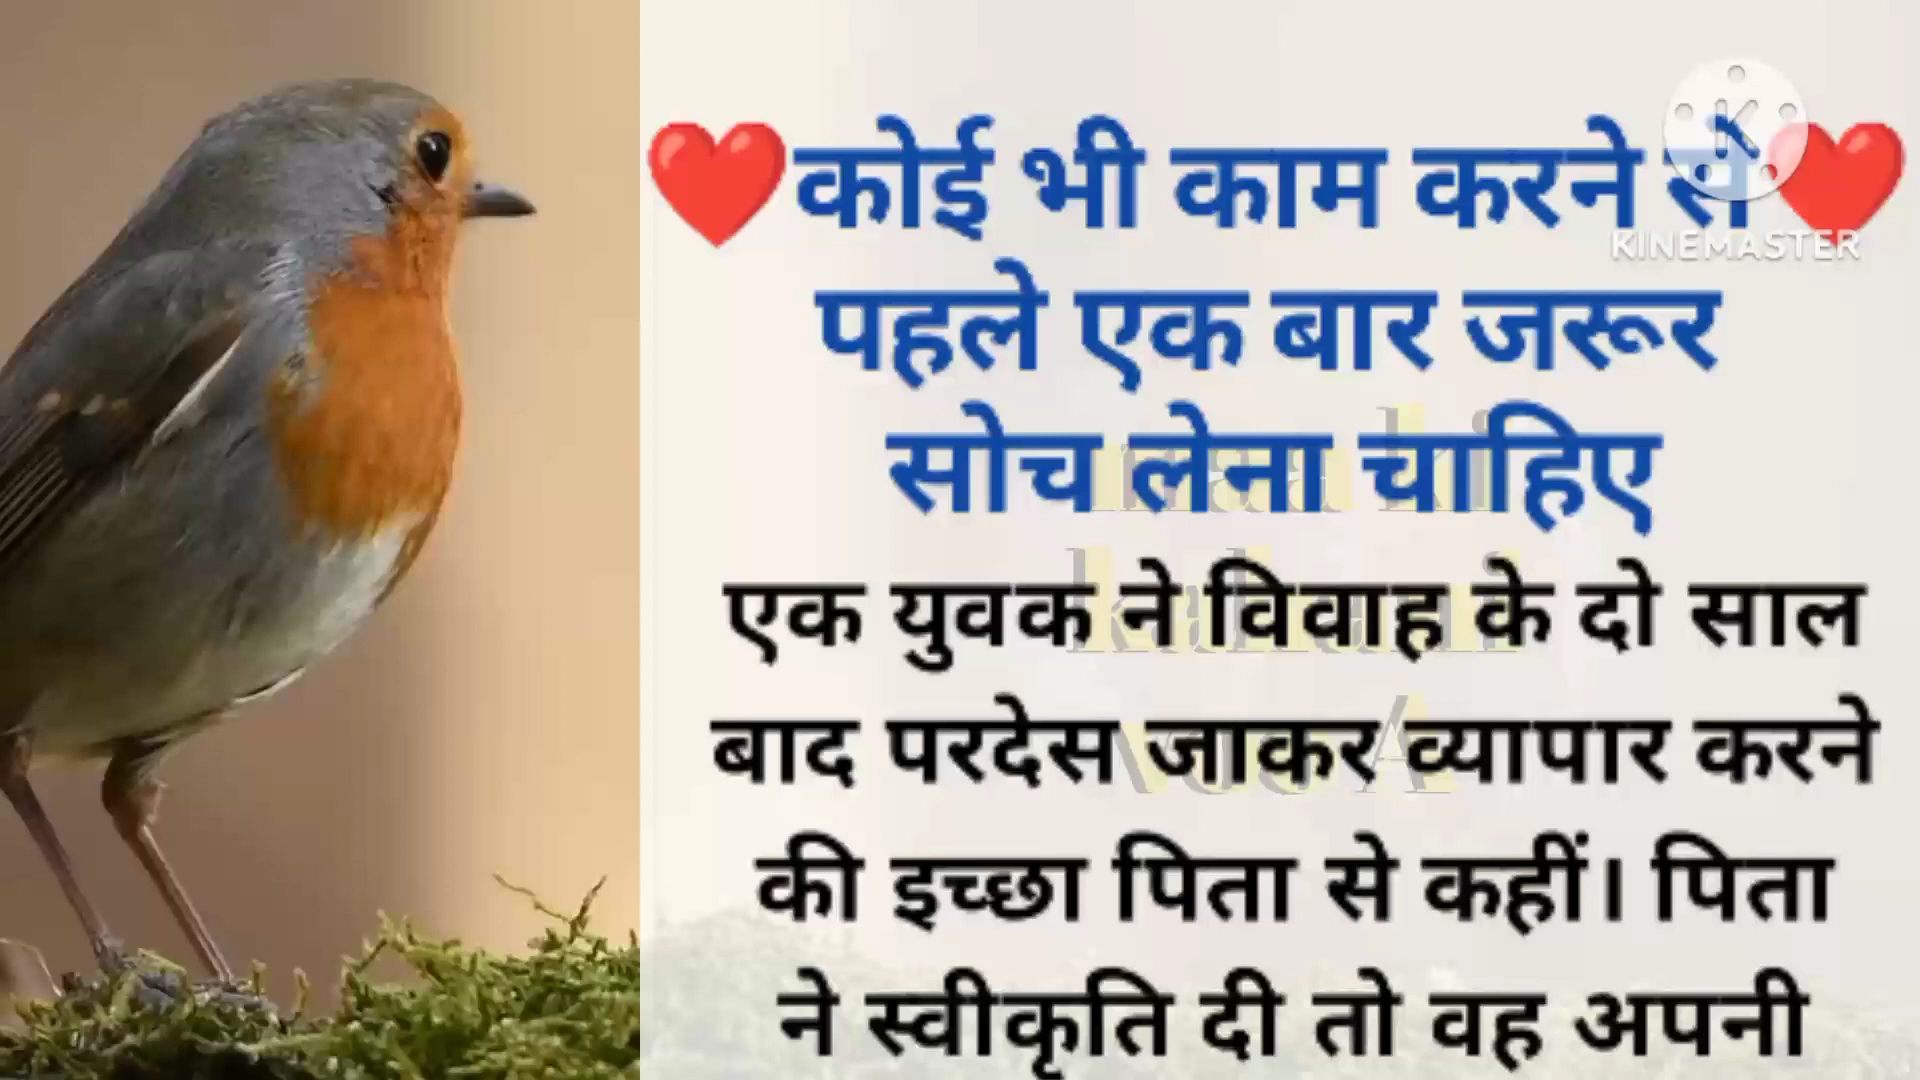 ❤️कोई भी काम करने से❤️
KINEMASTER
पहले एक बार जरूर
सोच लेना चाहिए
एक युवक ने विवाह के दो साल
बाद परदेस जाकर व्यापार करने
की इच्छा पिता से कहीं। पिता
ने स्वीकृति दी तो वह अपनी